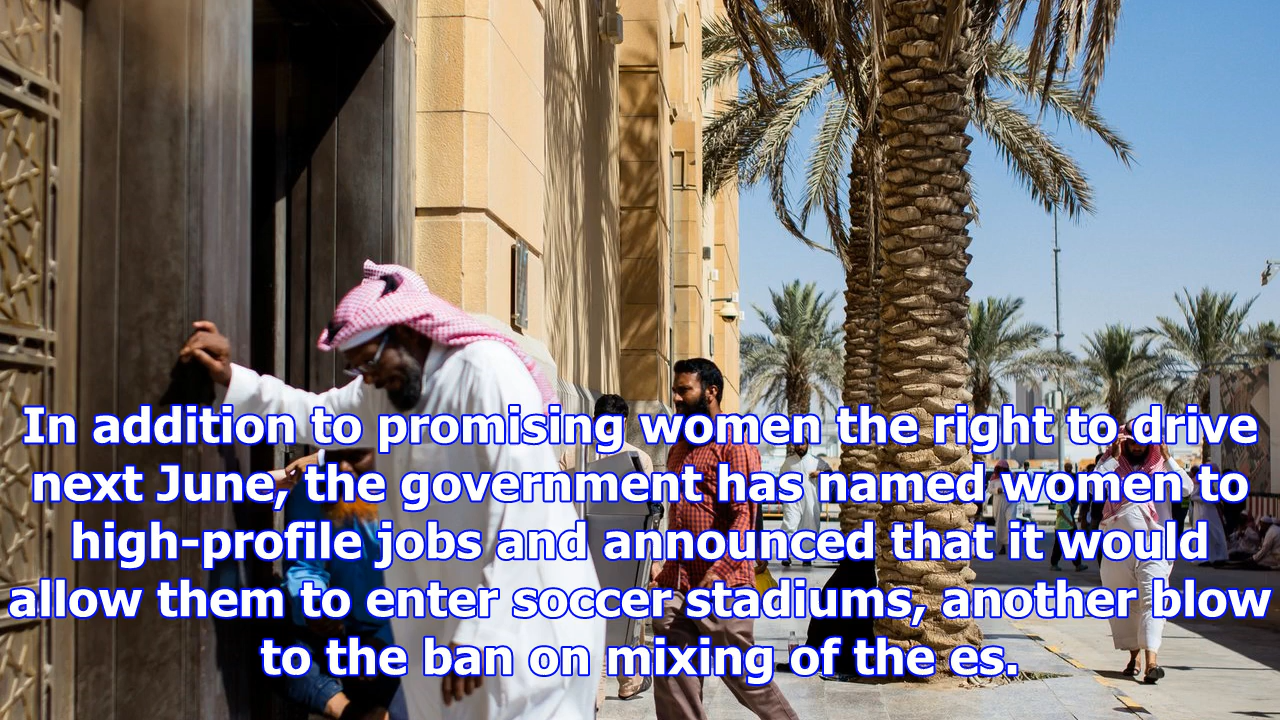 In addition to promising women the right to drive
next June, the government has named women to
high-profile jobs and announced that it would
allow them to enter soccer stadiums, another blow
to the ban on mixing of the es.